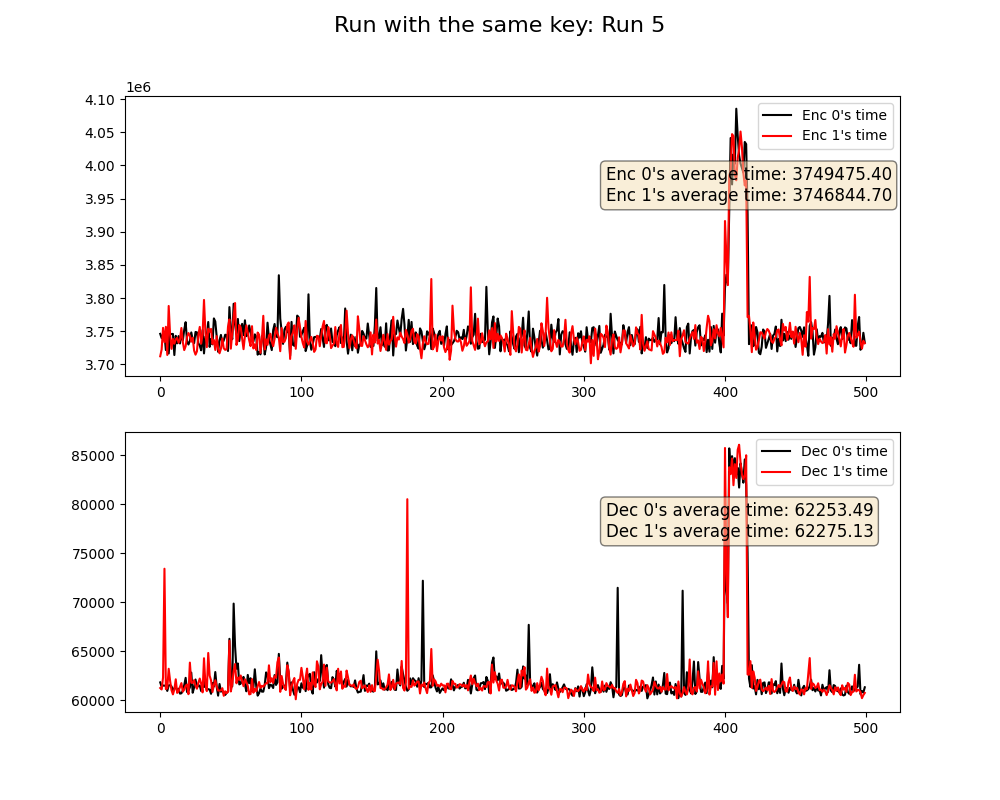 Run with the same key: Run 5
1e6
4.10
4.05
4.00
3.95
3.90
3.85
3.80
3.75
3.70
Enc 0's time
Enc 1's time
Enc 0's average time: 3749475.40
Enc 1's average time: 3746844.70
0 100 200 300 400 500
85000
80000
75000
70000
65000
60000
Dec 0's time
Dec 1's time
Dec 0's average time: 62253.49
Dec 1's average time: 62275.13
0 100 200 300 400 500